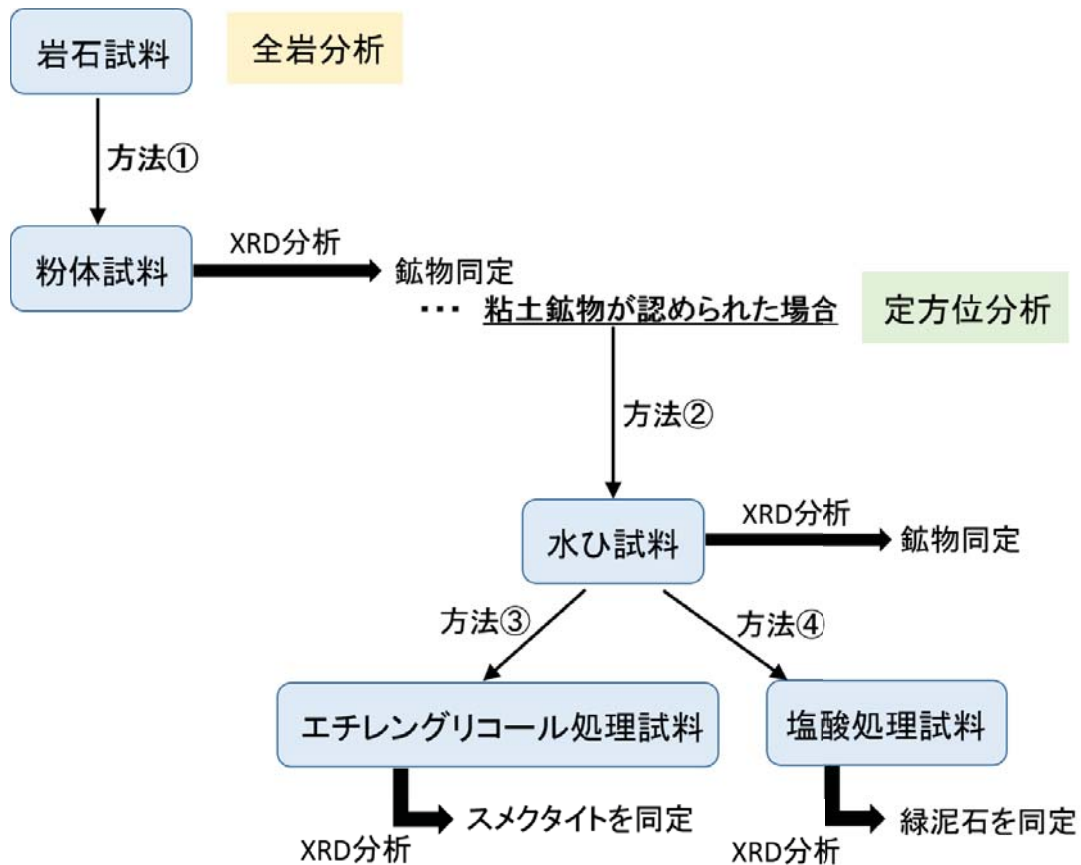 岩石試料
全岩分析
方法①
粉体試料
XRD分析
鉱物同定
・・・ 粘土鉱物が認められた場合
定方位分析
方法②
水ひ試料
XRD分析
鉱物同定
方法③
方法④
エチレングリコール処理試料
塩酸処理試料
スメクタイトを同定
緑泥石を同定
XRD分析
XRD分析